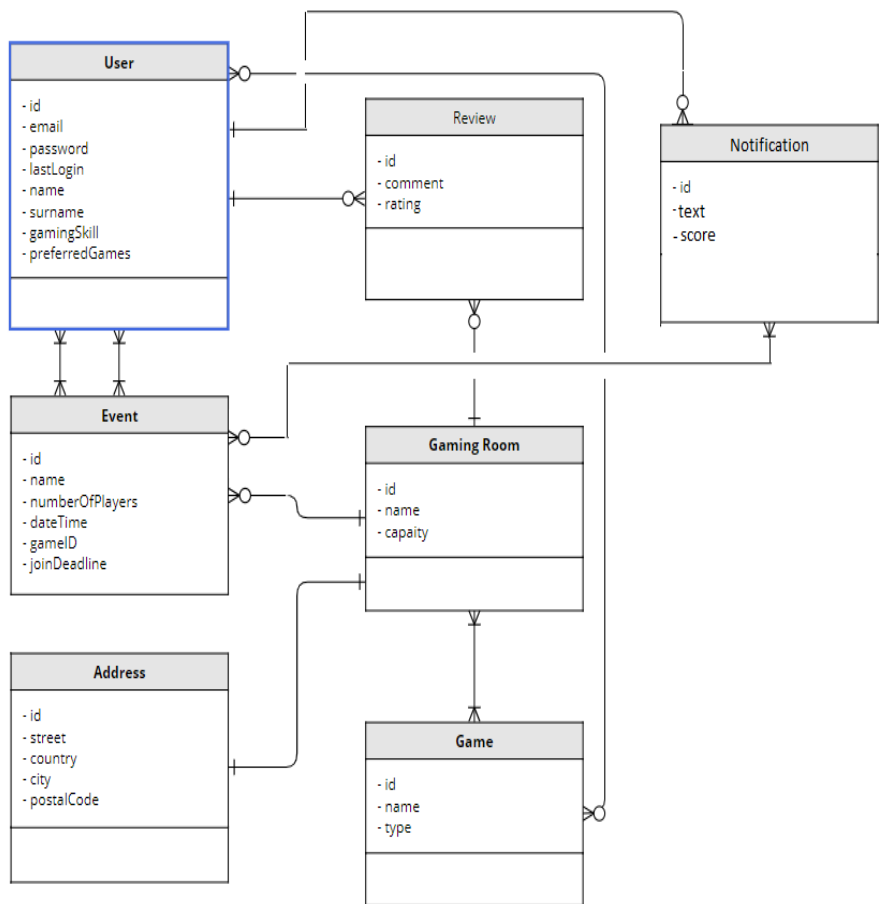 User
- id
- email
- password
- lastLogin
- name
- surname
- gamingSkill
- preferredGames
Review
- id
- comment
- rating
Notification
- id
- text
- score
Event
- id
- name
- numberOfPlayers
- dateTime
- gameID
- joinDeadline
Gaming Room
- id
- name
- capaity
Address
- id
- street
- country
- city
- postalCode
Game
- id
- name
- type